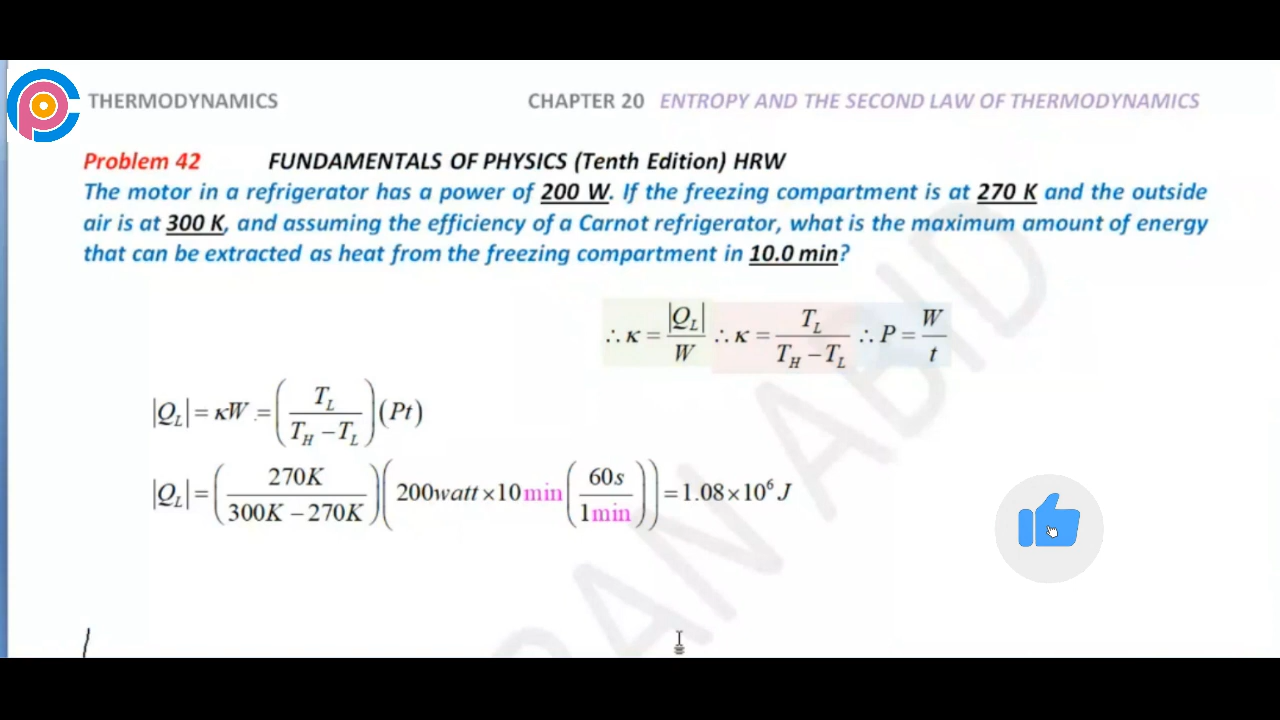 THERMODYNAMICS CHAPTER 20 ENTROPY AND THE SECOND LAW OF THERMODYNAMICS
Problem 42 FUNDAMENTALS OF PHYSICS (Tenth Edition) HRW
The motor in a refrigerator has a power of 200 W. If the freezing compartment is at 270 K and the outside
air is at 300 K, and assuming the efficiency of a Carnot refrigerator, what is the maximum amount of energy
that can be extracted as heat from the freezing compartment in 10.0 min?
∴ κ = |Q_L| / W ∴ κ = T_L / (T_H − T_L) ∴ P = W / t
|Q_L| = κW = (T_L / (T_H − T_L)) (Pt)
|Q_L| = (270K / (300K − 270K)) (200watt × 10 min (60s / 1min)) = 1.08 × 10⁶ J
RAN ABID